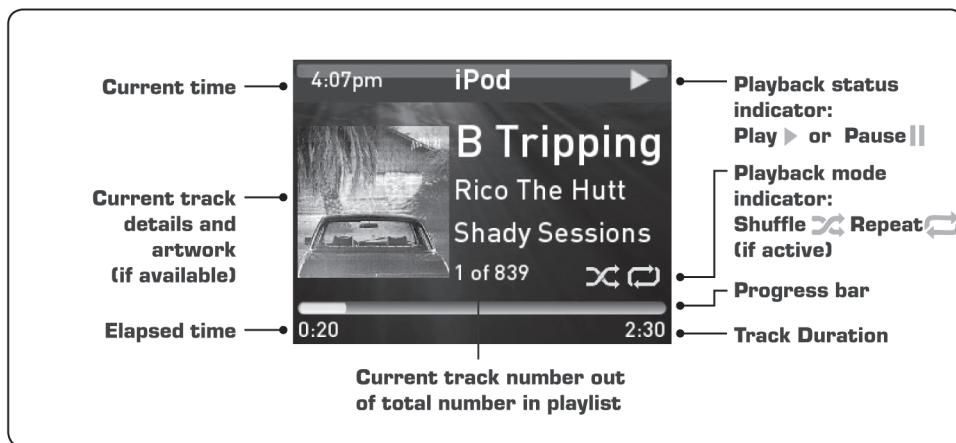 Current time
Current track
details and
artwork
(if available)
Elapsed time
4:07pm iPod
B Tripping
Rico The Hutt
Shady Sessions
1 of 839
0:20 2:30
Playback status
indicator:
Play or Pause
Playback mode
indicator:
Shuffle Repeat
(if active)
Progress bar
Track Duration
Current track number out
of total number in playlist